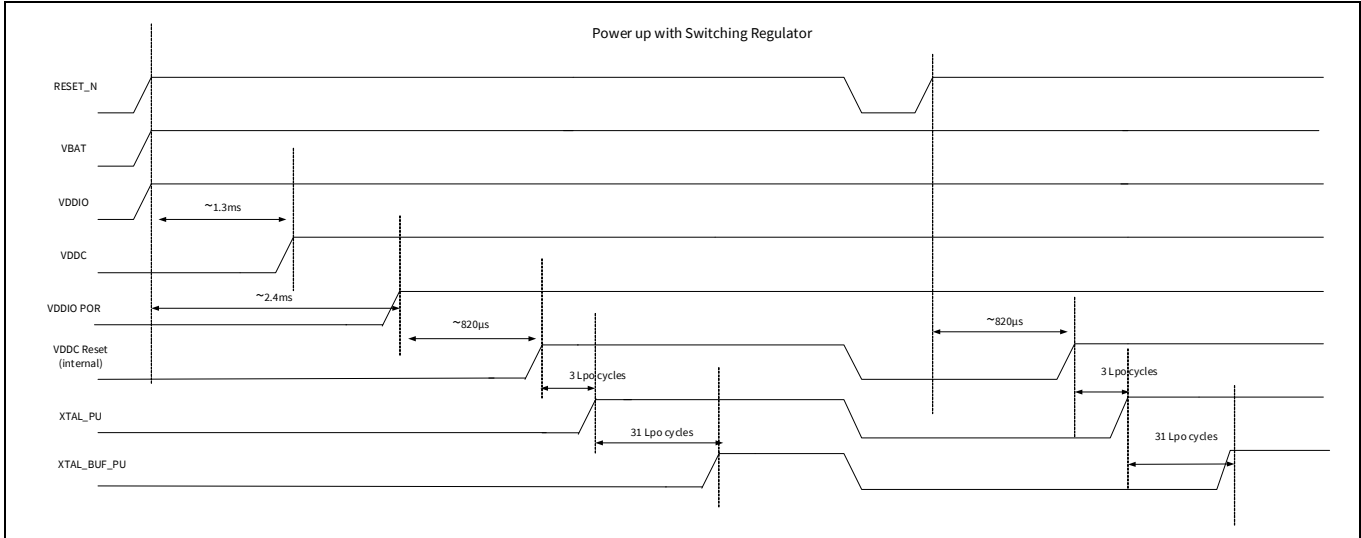 Power up with Switching Regulator
RESET_N
VBAT
VDDIO
~1.3ms
VDDC
~2.4ms
VDDIO POR
~820µs
~820µs
VDDC Reset
(internal)
3 Lpo cycles
3 Lpo cycles
XTAL_PU
31 Lpo cycles
31 Lpo cycles
XTAL_BUF_PU